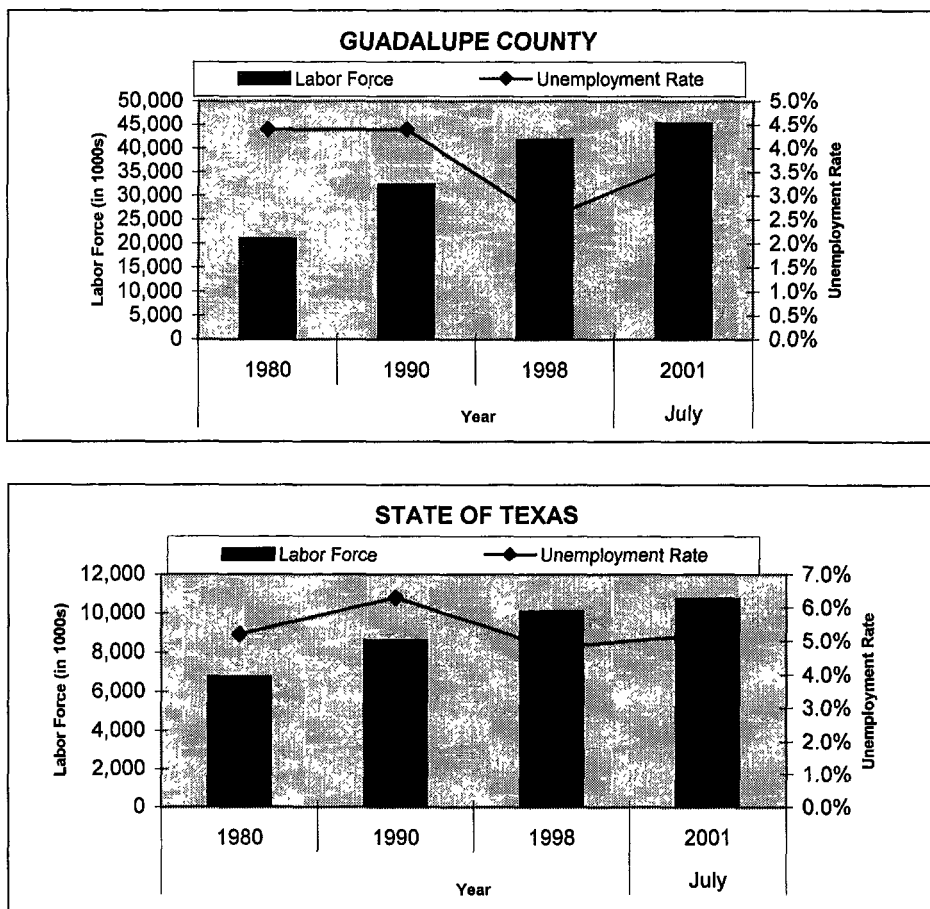 GUADALUPE COUNTY
Labor Force Unemployment Rate
Labor Force (in 1000s)
50,000
45,000
40,000
35,000
30,000
25,000
20,000
15,000
10,000
5,000
0
5.0%
4.5%
4.0%
3.5%
3.0%
2.5%
2.0%
1.5%
1.0%
0.5%
0.0%
Unemployment Rate
1980 1990 1998 2001
July
Year
STATE OF TEXAS
Labor Force Unemployment Rate
Labor Force (in 1000s)
12,000
10,000
8,000
6,000
4,000
2,000
0
7.0%
6.0%
5.0%
4.0%
3.0%
2.0%
1.0%
0.0%
Unemployment Rate
1980 1990 1998 2001
July
Year